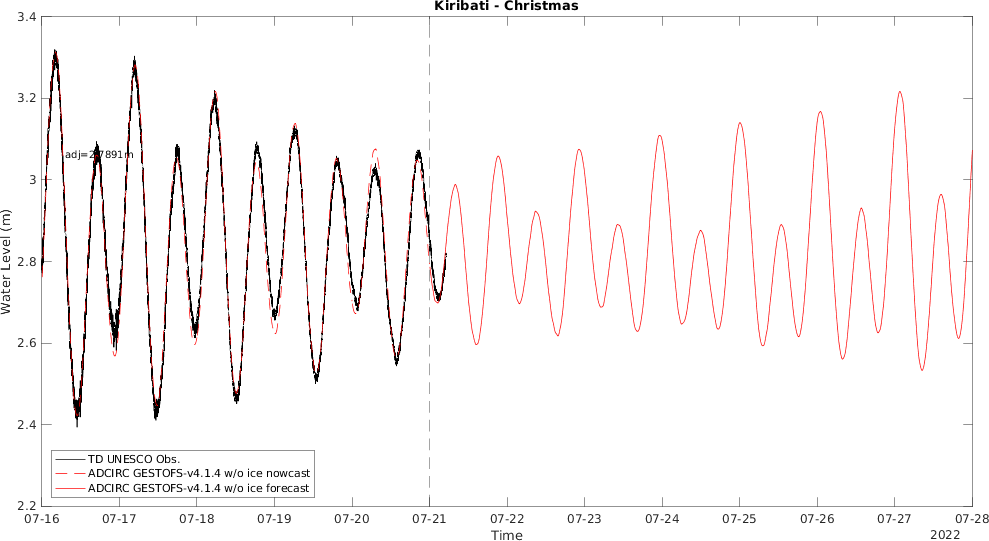 Kiribati - Christmas
3.4
3.2
3
2.8
2.6
2.4
2.2
Water Level (m)
adj=2.7891m
TD UNESCO Obs.
ADCIRC GESTOFS-v4.1.4 w/o ice nowcast
ADCIRC GESTOFS-v4.1.4 w/o ice forecast
07-16 07-17 07-18 07-19 07-20 07-21 07-22 07-23 07-24 07-25 07-26 07-27 07-28
Time
2022